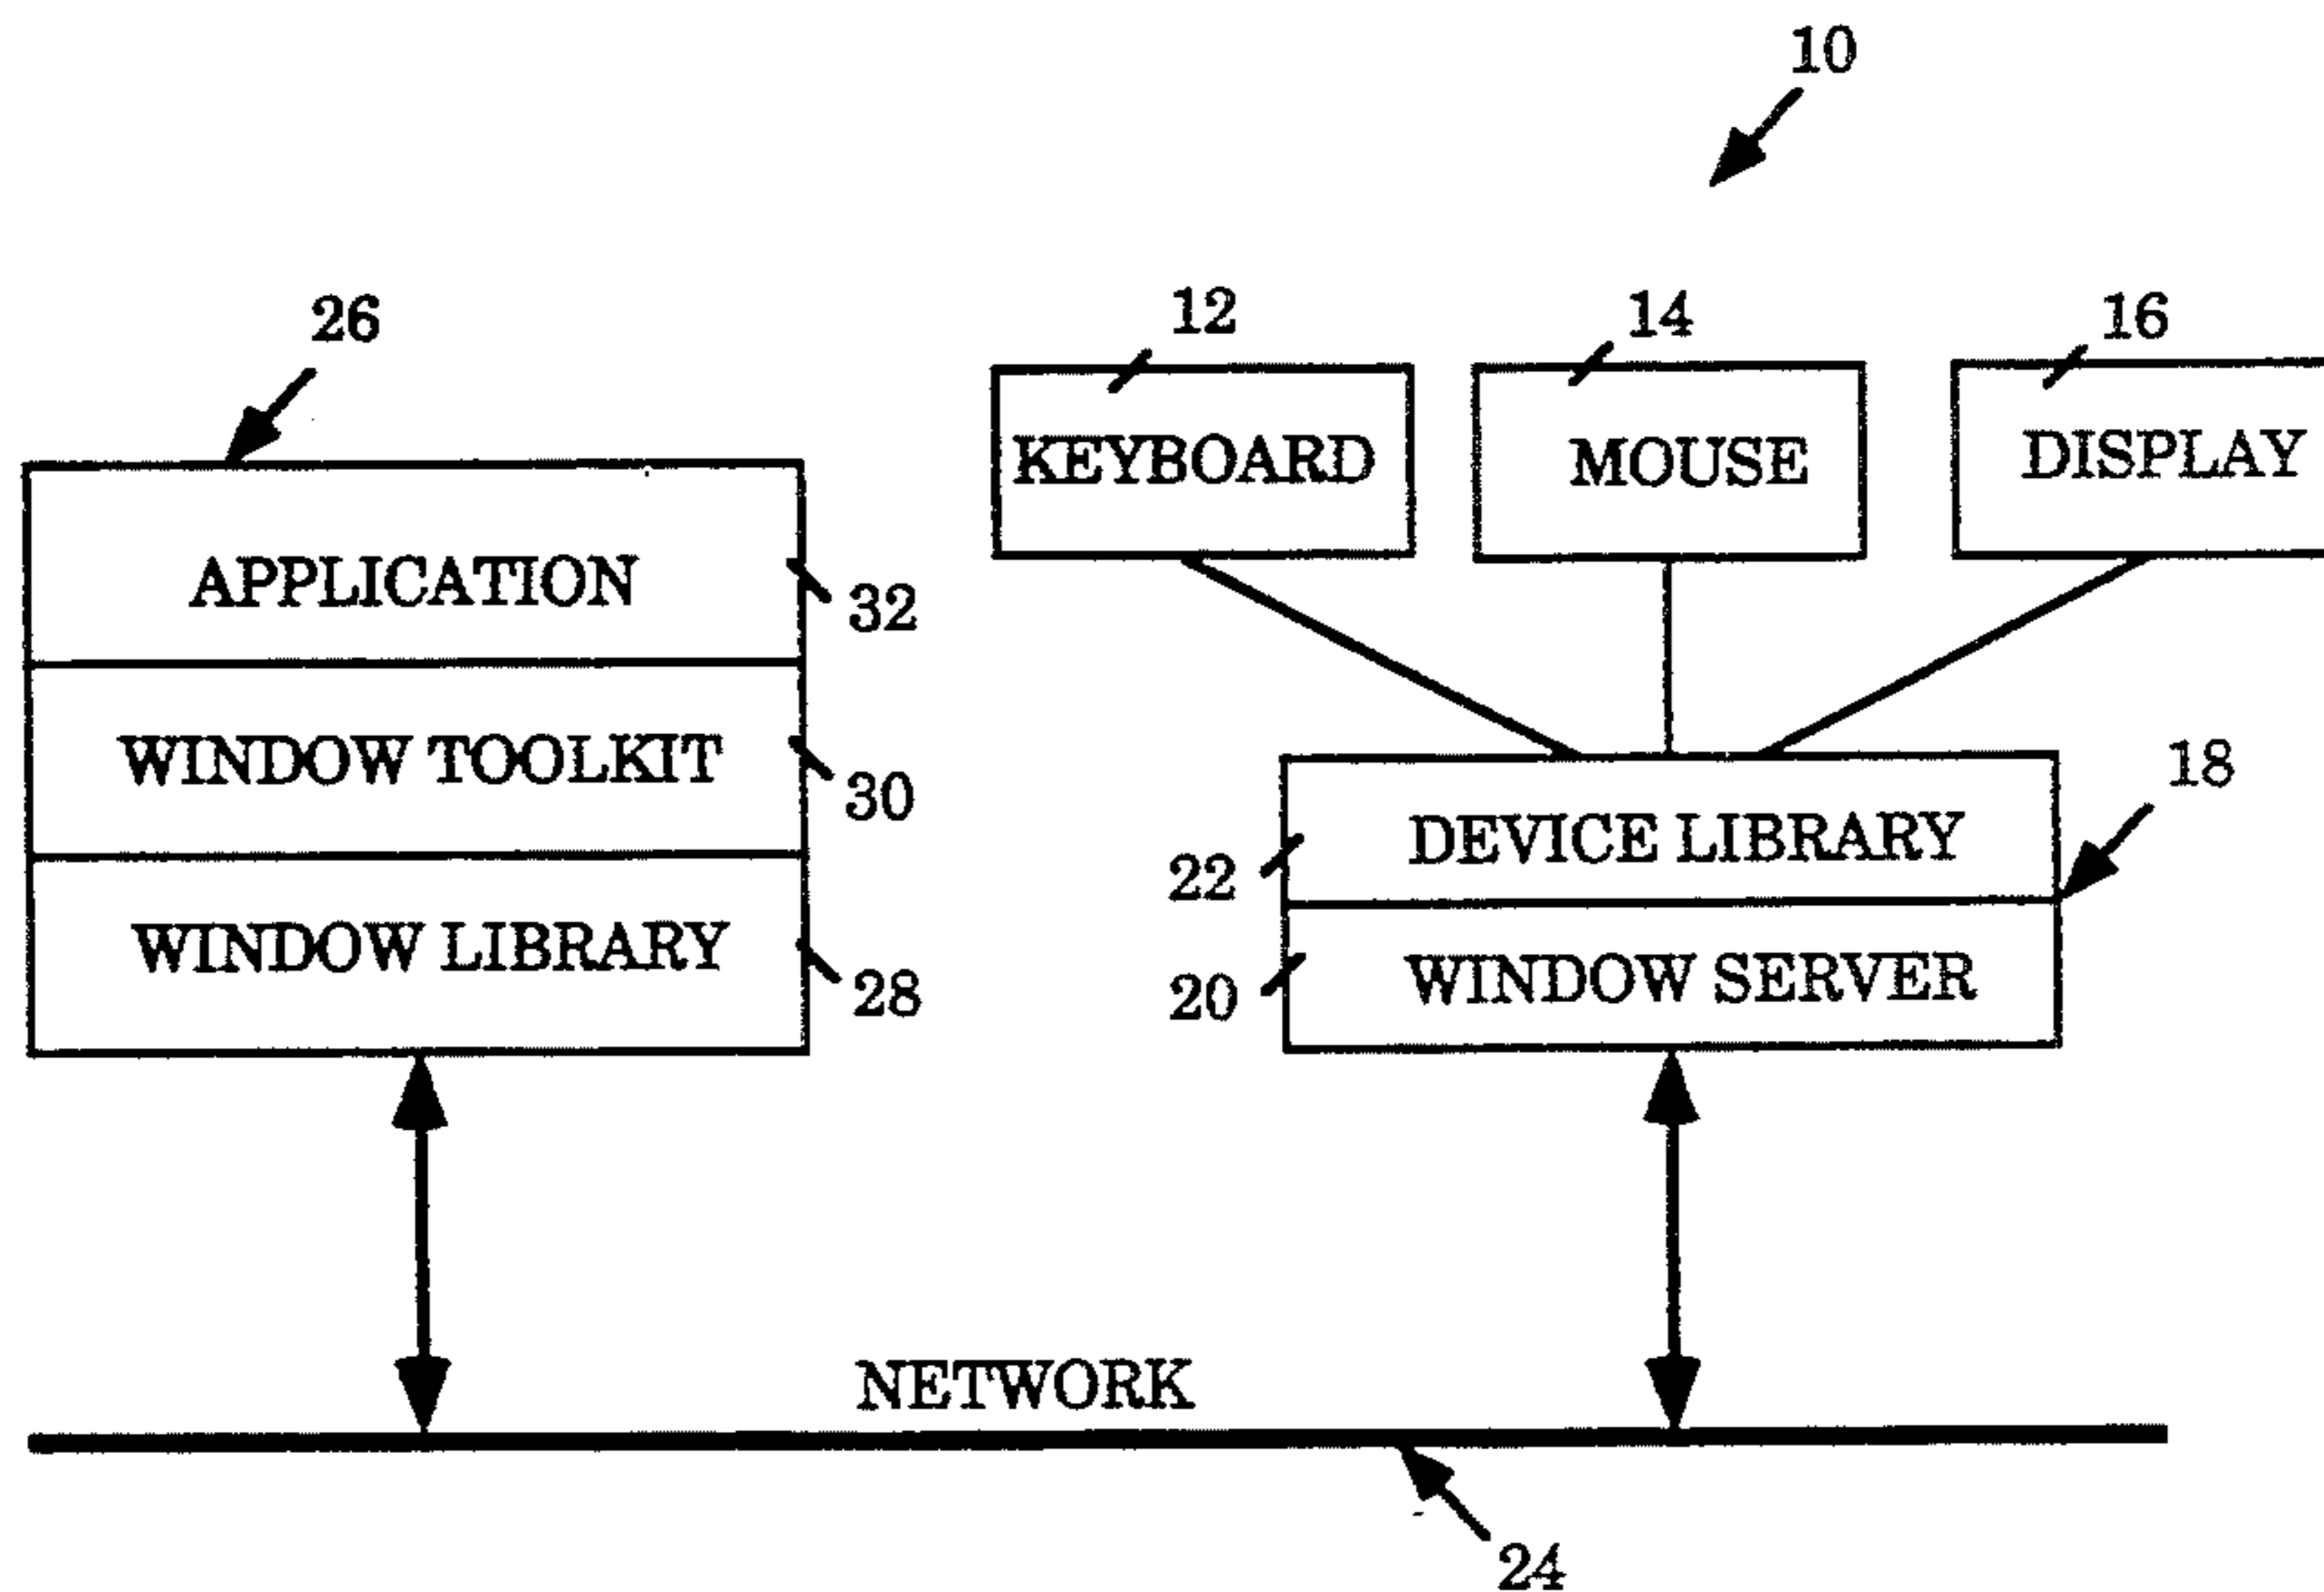 10
26
12
14
16
KEYBOARD
MOUSE
DISPLAY
APPLICATION
32
WINDOW TOOLKIT
30
WINDOW LIBRARY
28
18
DEVICE LIBRARY
22
WINDOW SERVER
20
NETWORK
24